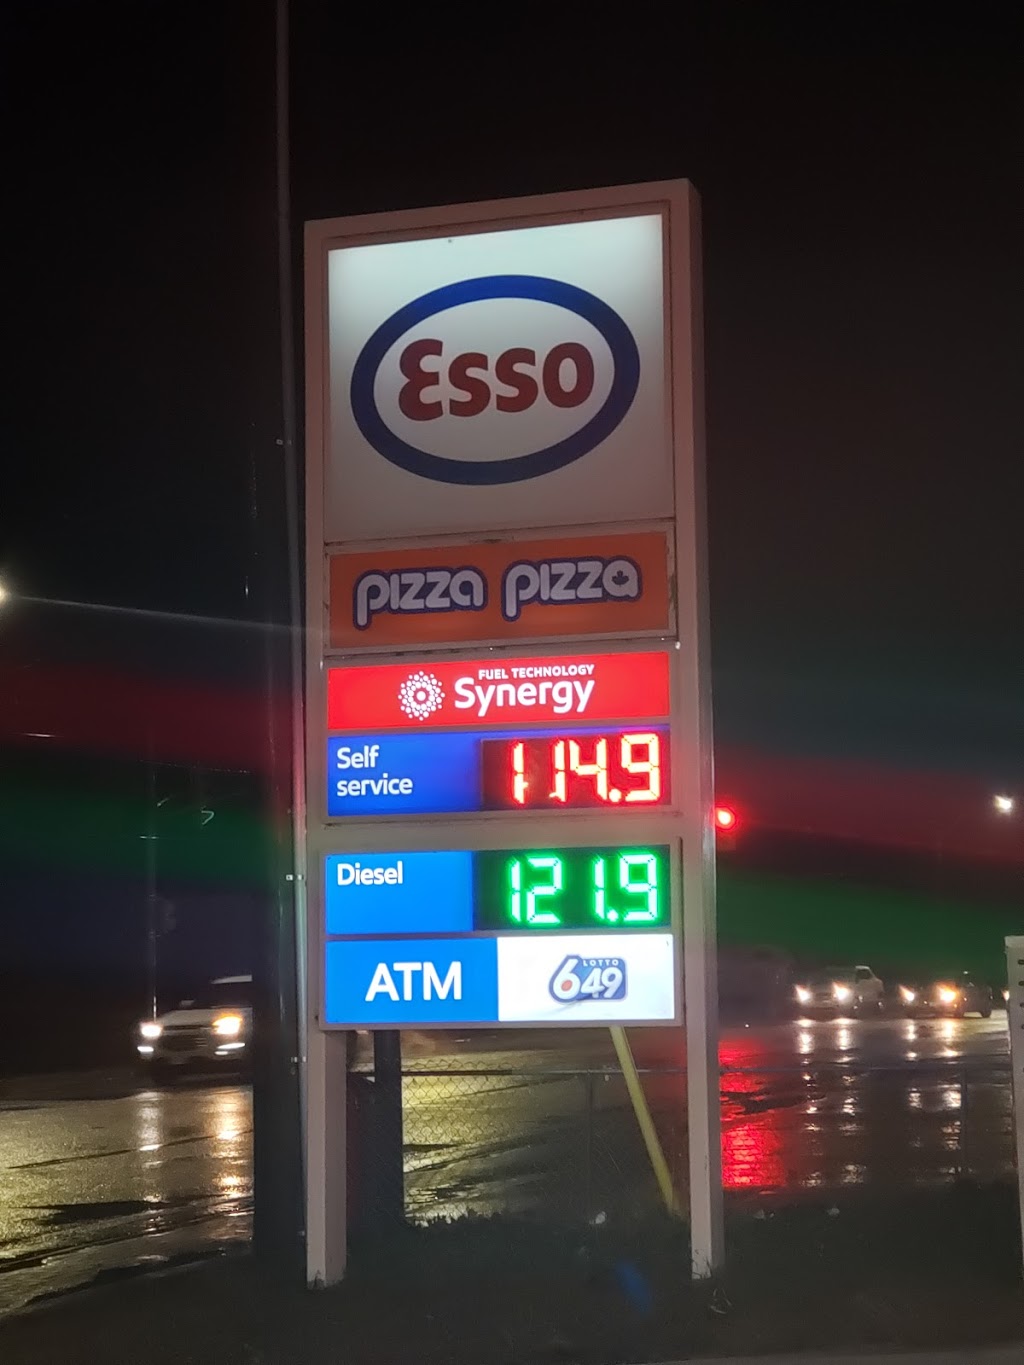 Esso
pizza pizza
FUEL TECHNOLOGY
Synergy
Self
service
114.9
Diesel
121.9
ATM
LOTTO
649